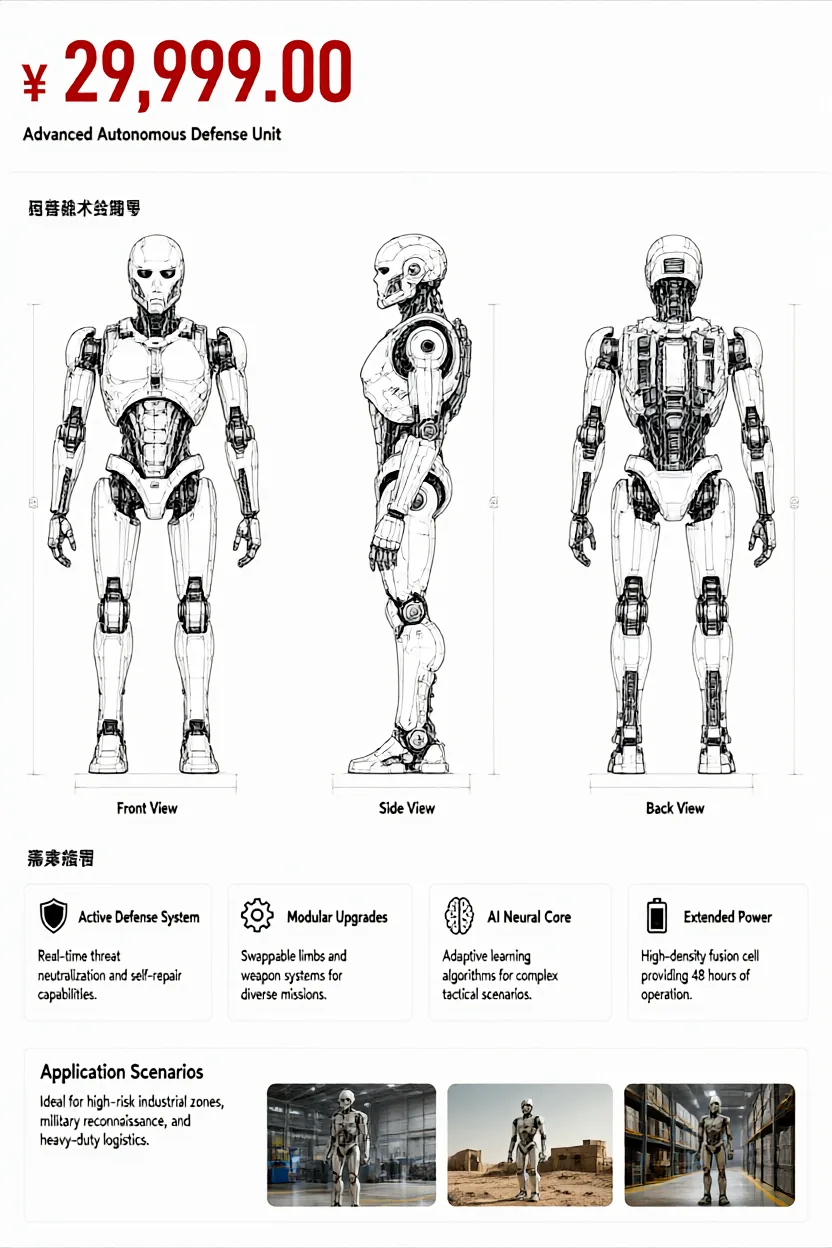 ¥ 29,999.00
Advanced Autonomous Defense Unit
Front View
Side View
Back View
Active Defense System
Real-time threat
neutralization and self-repair
capabilities.
Modular Upgrades
Swappable limbs and
weapon systems for
diverse missions.
AI Neural Core
Adaptive learning
algorithms for complex
tactical scenarios.
Extended Power
High-density fusion cell
providing 48 hours of
operation.
Application Scenarios
Ideal for high-risk industrial zones,
military reconnaissance, and
heavy-duty logistics.